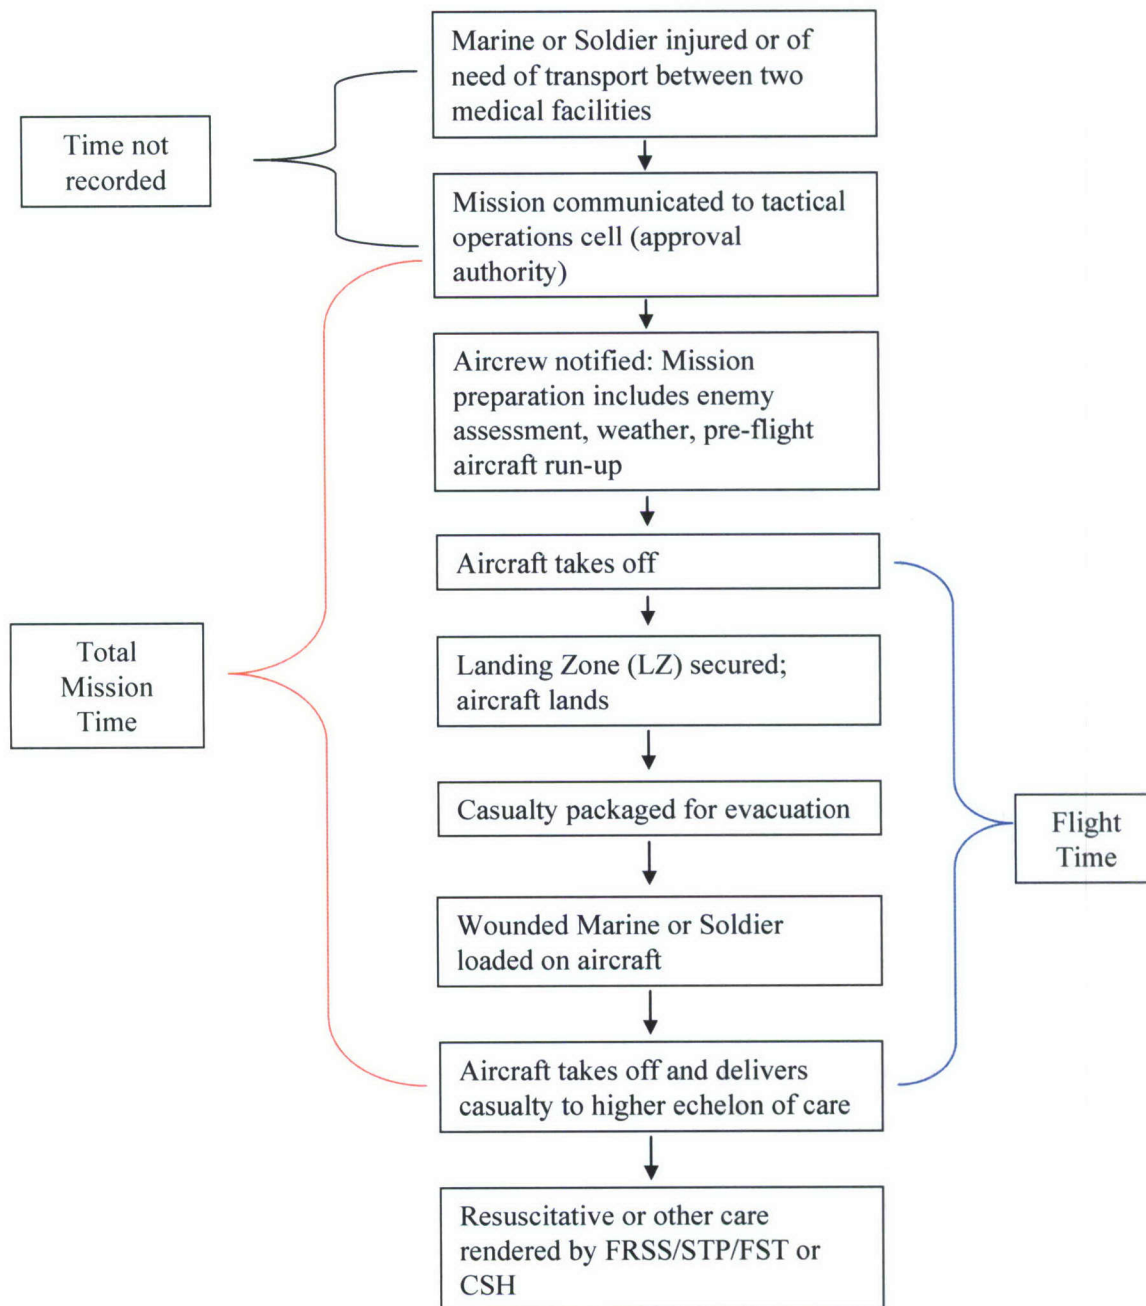 Marine or Soldier injured or of
need of transport between two
medical facilities
Time not
recorded
Mission communicated to tactical
operations cell (approval
authority)
Aircrew notified: Mission
preparation includes enemy
assessment, weather, pre-flight
aircraft run-up
Aircraft takes off
Total
Mission
Time
Landing Zone (LZ) secured;
aircraft lands
Casualty packaged for evacuation
Flight
Time
Wounded Marine or Soldier
loaded on aircraft
Aircraft takes off and delivers
casualty to higher echelon of care
Resuscitative or other care
rendered by FRSS/STP/FST or
CSH